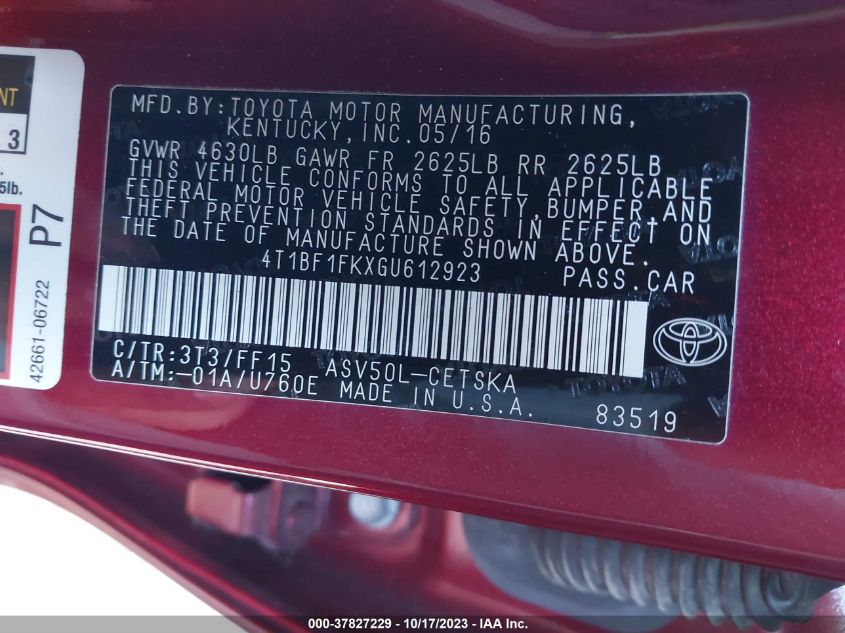 NT
3
5lb.
P7
42661-06722
MFD.BY:TOYOTA MOTOR MANUFACTURING,
KENTUCKY,INC.05/16
GVWR 4630LB GAWR FR 2625LB RR 2625LB
THIS VEHICLE CONFORMS TO ALL APPLICABLE
FEDERAL MOTOR VEHICLE SAFETY,BUMPER,AND
THEFT PREVENTION STANDARDS IN EFFECT ON
THE DATE OF MANUFACTURE SHOWN ABOVE.
4T1BF1FKXGU612923 PASS.CAR
C/TR:3T3/FF15 ASV50L-CETSKA
A/TM:-01A/U760E MADE IN U.S.A. 83519
000-37827229 - 10/17/2023 - IAA Inc.